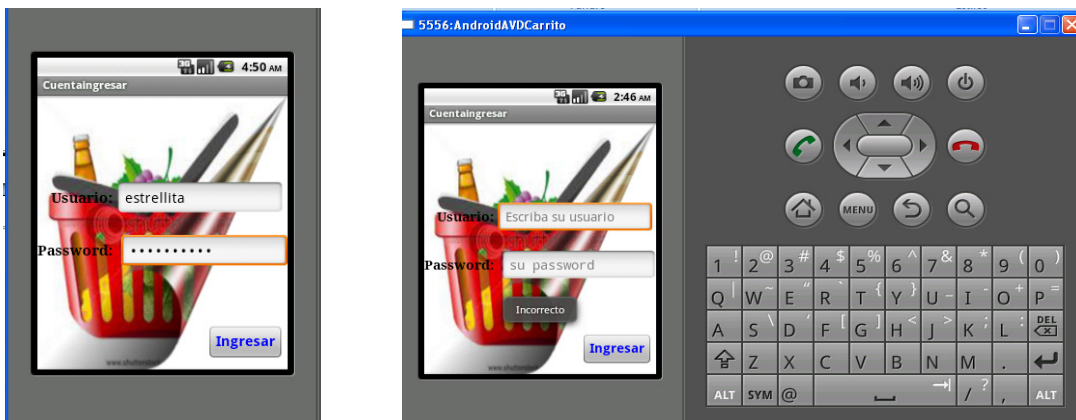 4:50 AM
Cuentaingresar
Usuario: estrellita
Password: ••••••••••
Ingresar
5556:AndroidAVDCarrito
2:46 AM
Cuentaingresar
Usuario: Escriba su usuario
Password: su password
Incorrecto
Ingresar
MENU
1 ! 2 @ 3 # 4 $ 5 % 6 ^ 7 & 8 * 9 ( 0 )
Q | W ~ E " R ` T { Y } U _ I - O + P =
A S \ D ' F [ G ] H < J > K ; L : DEL
Z X C V B N M .
ALT SYM @ / ? , ALT